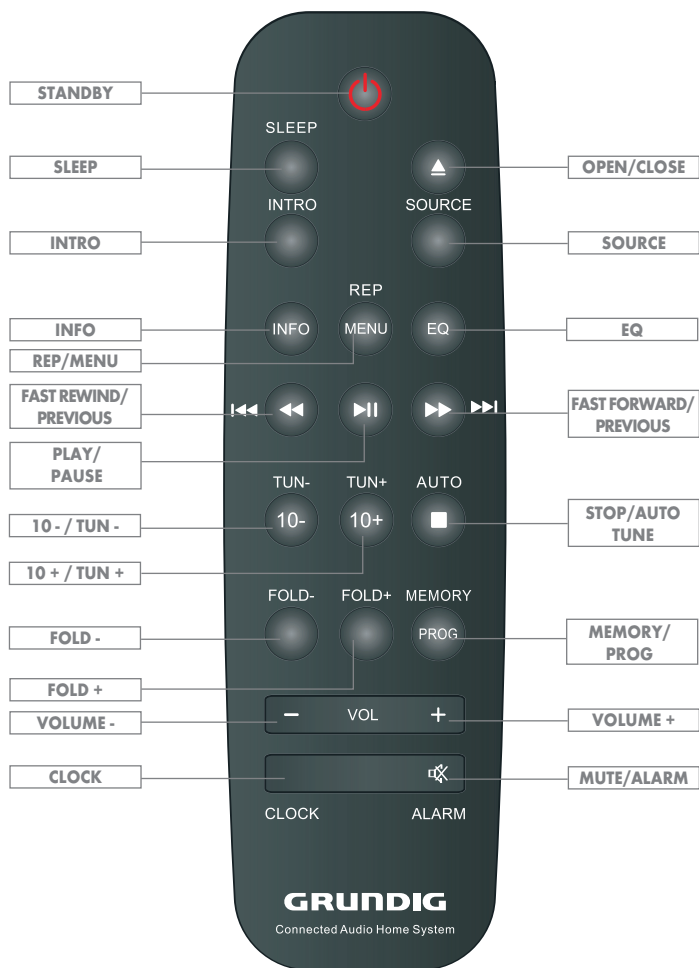 STANDBY
SLEEP
SLEEP
OPEN/CLOSE
INTRO
SOURCE
INTRO
SOURCE
REP
INFO
INFO
MENU
EQ
EQ
REP/MENU
FAST REWIND/
PREVIOUS
FAST FORWARD/
PREVIOUS
PLAY/
PAUSE
TUN-
TUN+
AUTO
10 - / TUN -
10-
10+
STOP/AUTO
TUNE
10 + / TUN +
FOLD-
FOLD+
MEMORY
FOLD -
PROG
MEMORY/
PROG
FOLD +
VOLUME -
– VOL +
VOLUME +
CLOCK
MUTE/ALARM
CLOCK
ALARM
GRUNDIG
Connected Audio Home System